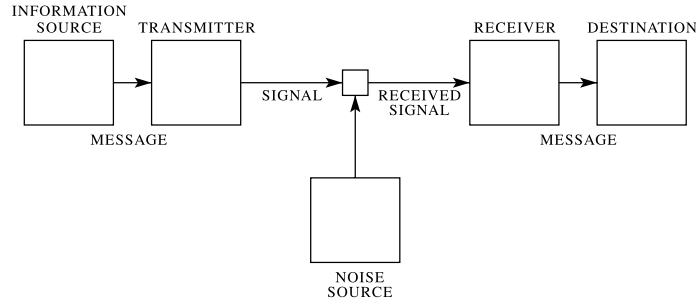 INFORMATION
SOURCE
TRANSMITTER
RECEIVER
DESTINATION
SIGNAL
RECEIVED
SIGNAL
MESSAGE
MESSAGE
NOISE
SOURCE